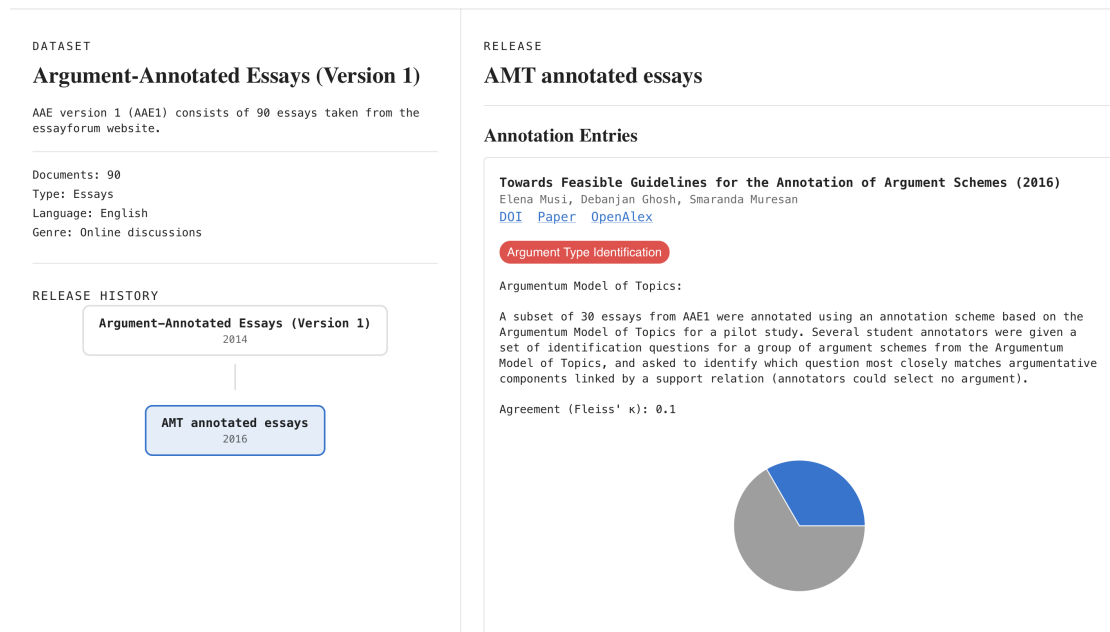 DATASET
Argument-Annotated Essays (Version 1)
AAE version 1 (AAE1) consists of 90 essays taken from the
essayforum website.
Documents: 90
Type: Essays
Language: English
Genre: Online discussions
RELEASE HISTORY
Argument-Annotated Essays (Version 1)
2014
AMT annotated essays
2016
RELEASE
AMT annotated essays
Annotation Entries
Towards Feasible Guidelines for the Annotation of Argument Schemes (2016)
Elena Musi, Debanjan Ghosh, Smaranda Muresan
DOI Paper OpenAlex
Argument Type Identification
Argumentum Model of Topics:
A subset of 30 essays from AAE1 were annotated using an annotation scheme based on the
Argumentum Model of Topics for a pilot study. Several student annotators were given a
set of identification questions for a group of argument schemes from the Argumentum
Model of Topics, and asked to identify which question most closely matches argumentative
components linked by a support relation (annotators could select no argument).
Agreement (Fleiss' κ): 0.1